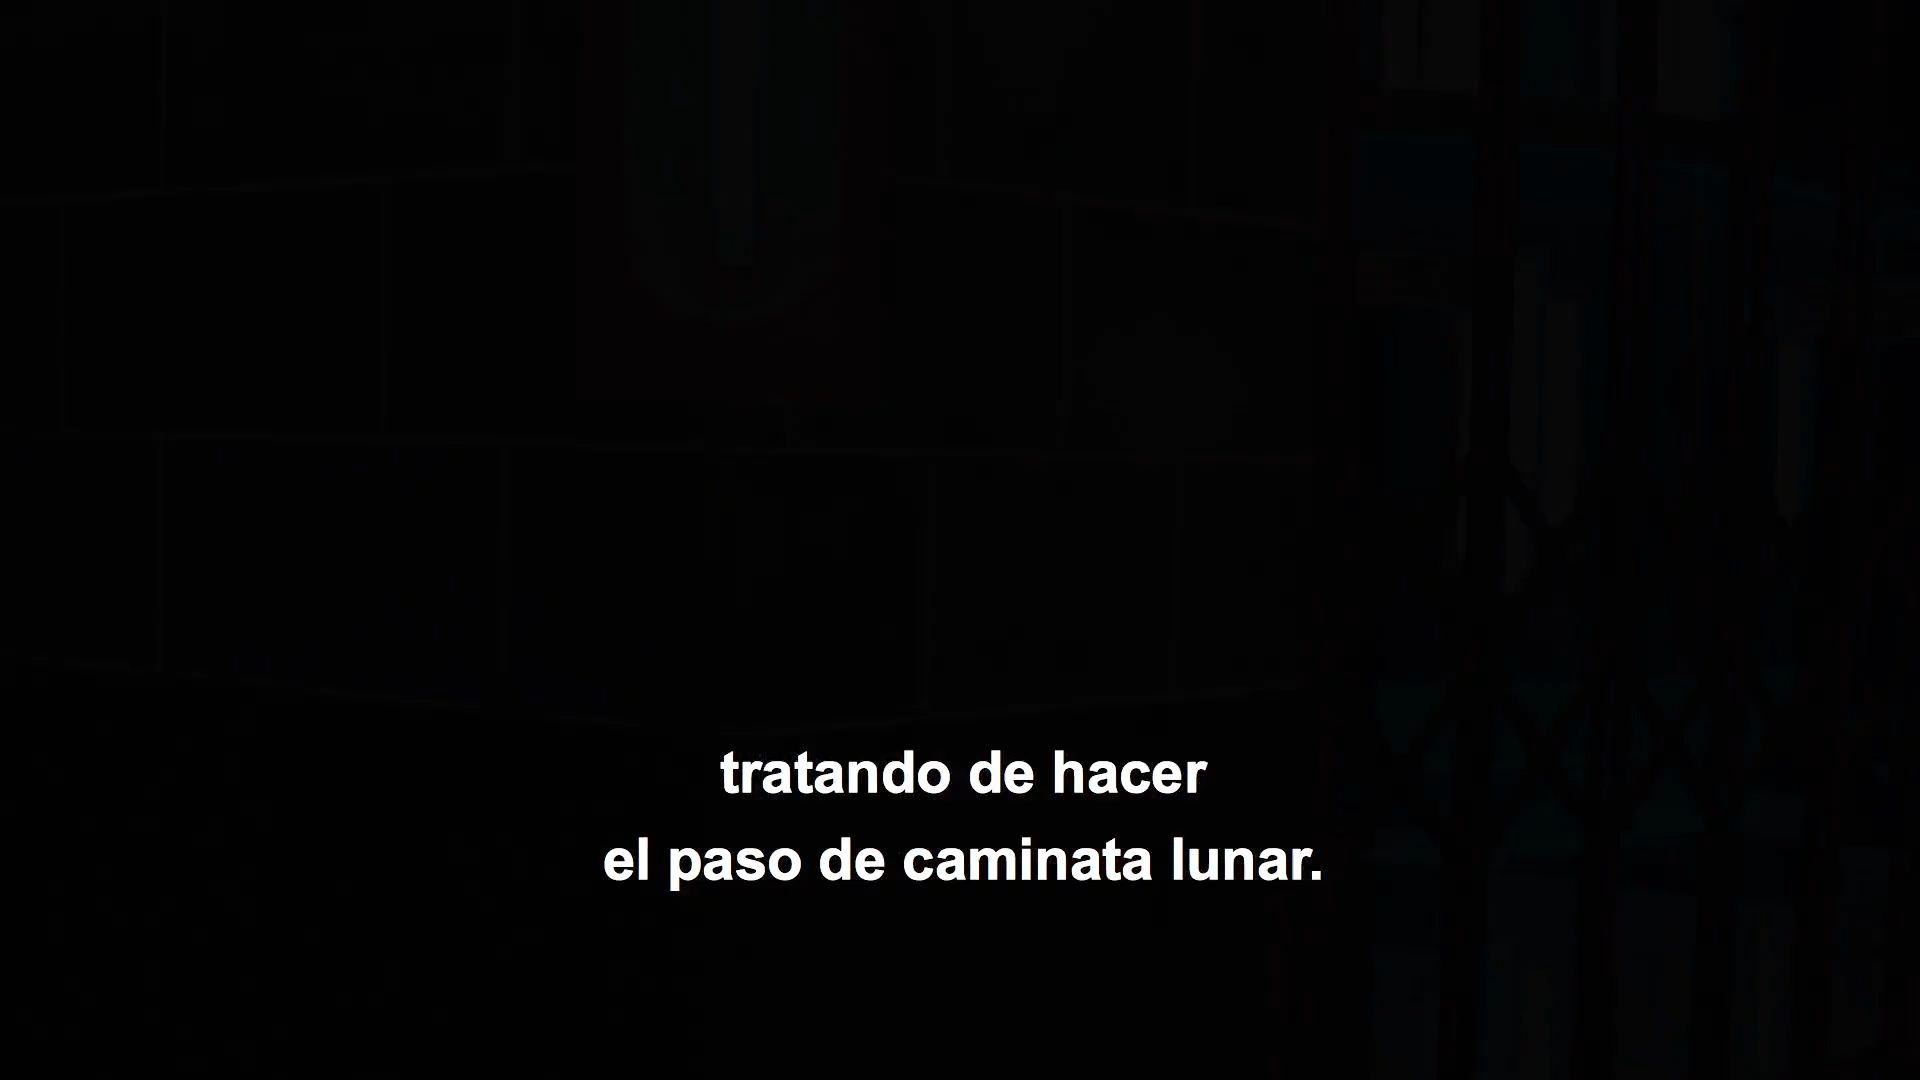 tratando de hacer
el paso de caminata lunar.